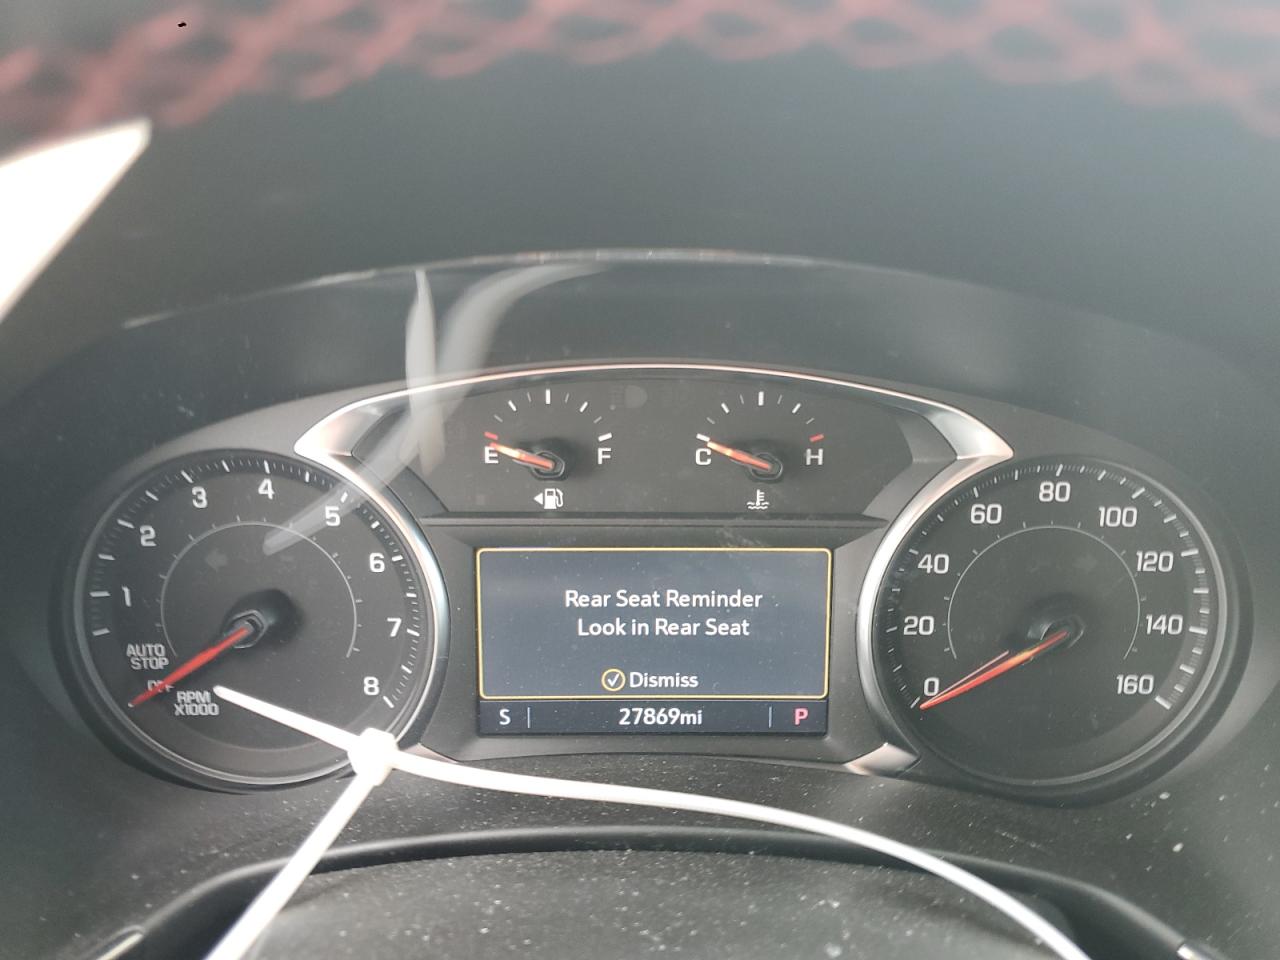 E F
C H
1
2
3
4
5
6
7
8
AUTO
STOP
OFF
RPM
X1000
Rear Seat Reminder
Look in Rear Seat
Dismiss
S 27869mi P
0
20
40
60
80
100
120
140
160